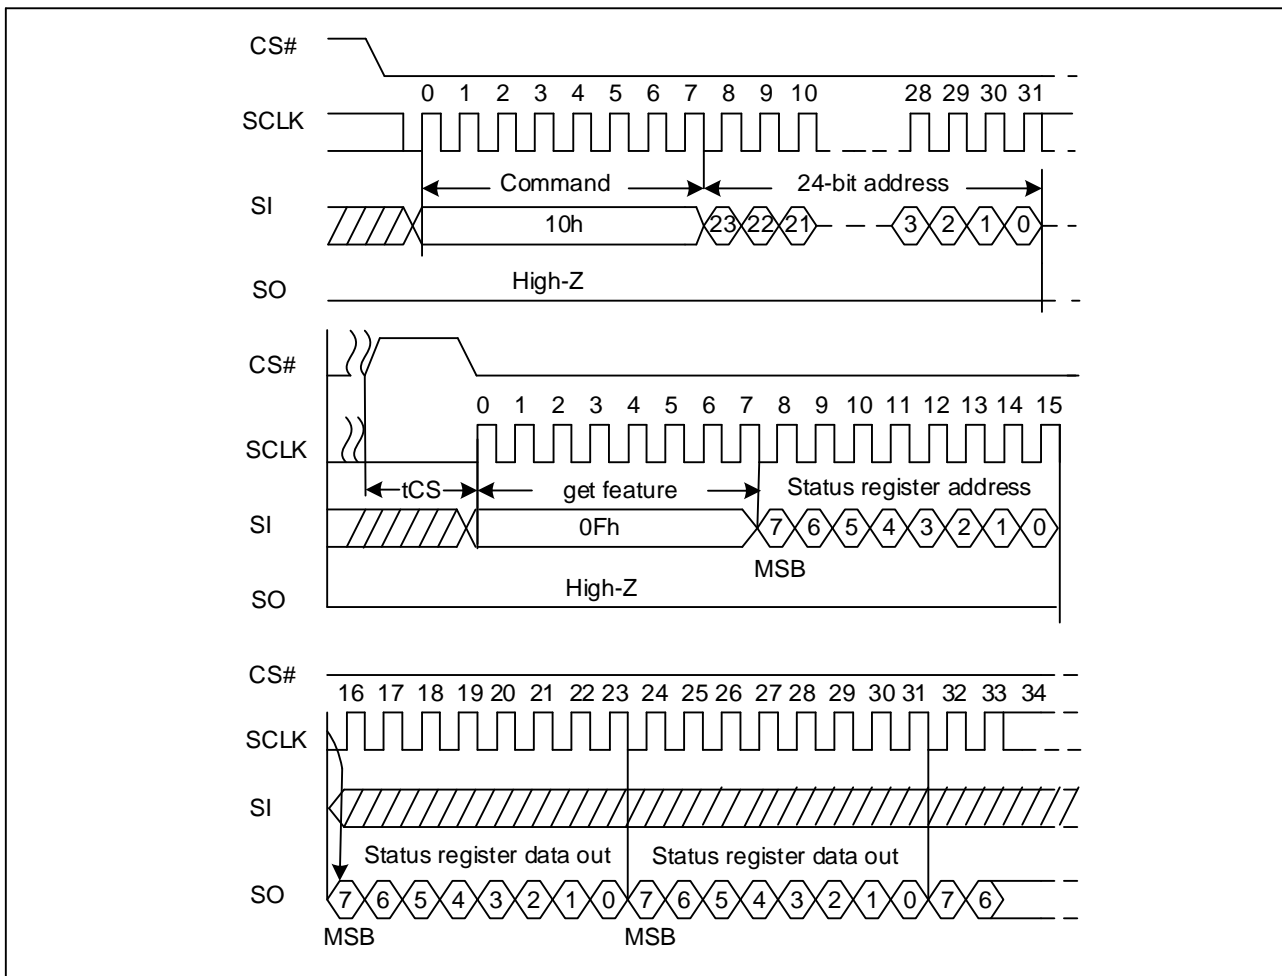 CS#
0 1 2 3 4 5 6 7 8 9 10 28 29 30 31
SCLK
Command 24-bit address
SI
10h 23 22 21 3 2 1 0
High-Z
SO
CS#
0 1 2 3 4 5 6 7 8 9 10 11 12 13 14 15
SCLK
tCS get feature Status register address
SI
0Fh 7 6 5 4 3 2 1 0
MSB
High-Z
SO
CS#
16 17 18 19 20 21 22 23 24 25 26 27 28 29 30 31 32 33 34
SCLK
SI
Status register data out Status register data out
SO 7 6 5 4 3 2 1 0 7 6 5 4 3 2 1 0 7 6
MSB MSB